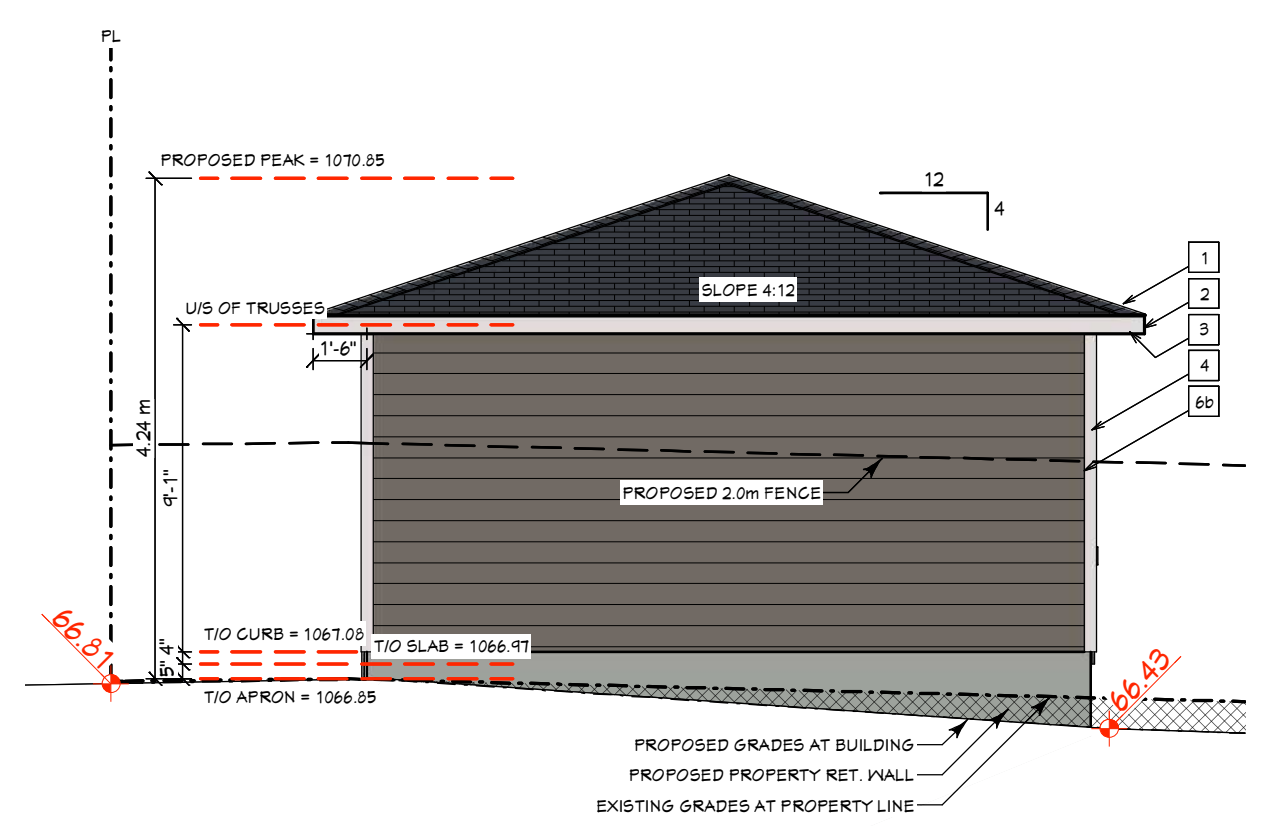 PL
PROPOSED PEAK = 1070.85
12
4
1
SLOPE 4:12
2
U/S OF TRUSSES
3
1'-6"
4
6b
4.24 m
9'-1"
PROPOSED 2.0m FENCE
66.81
T/O CURB = 1067.08
4"
T/O SLAB = 1066.97
5"
66.43
T/O APRON = 1066.85
PROPOSED GRADES AT BUILDING
PROPOSED PROPERTY RET. WALL
EXISTING GRADES AT PROPERTY LINE